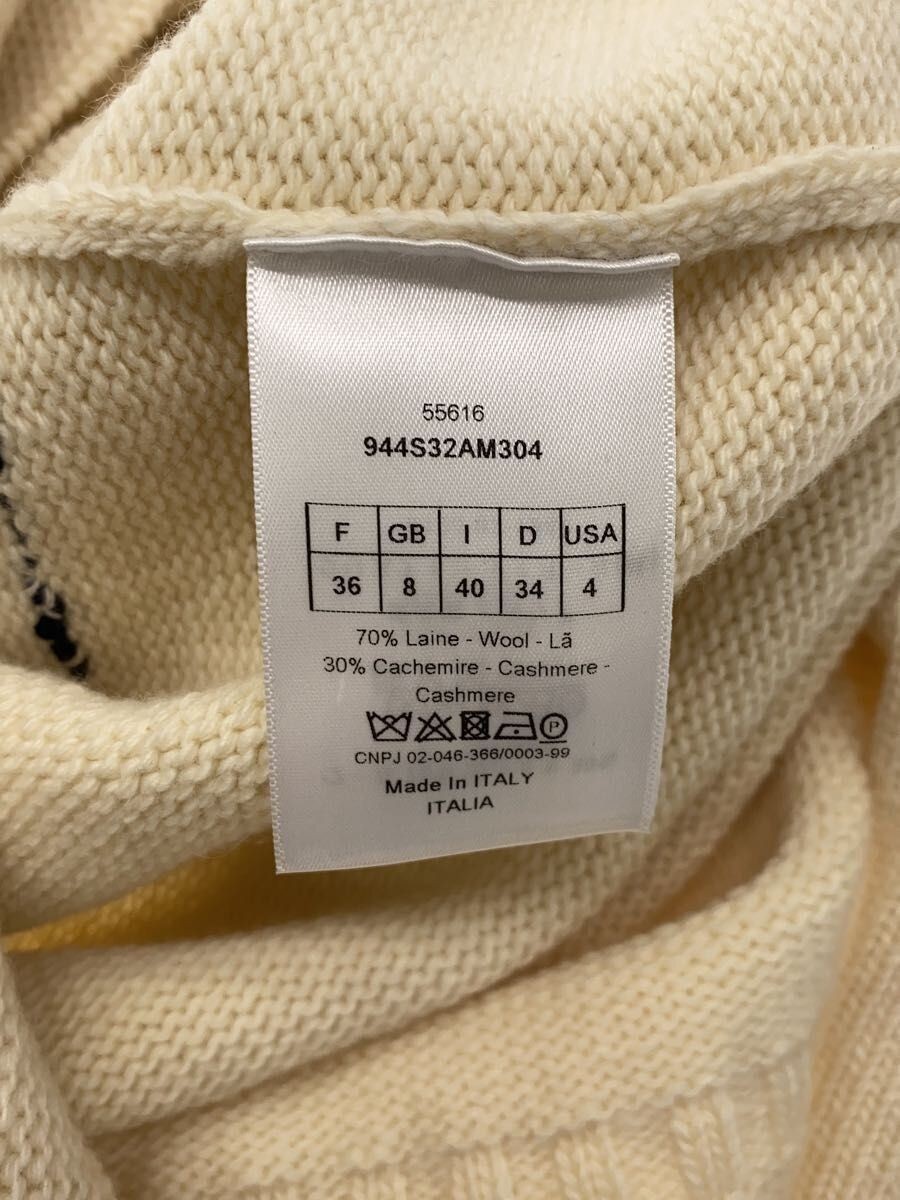 55616
944S32AM304
F GB I D USA
36 8 40 34 4
70% Laine - Wool - Lã
30% Cachemire - Cashmere -
Cashmere
P
CNPJ 02-046-366/0003-99
Made In ITALY
ITALIA